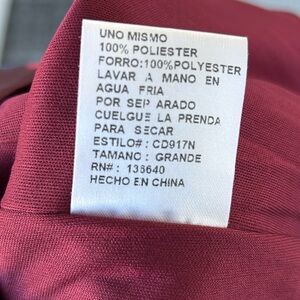 UNO MISMO
100% POLIESTER
FORRO:100%POLYESTER
LAVAR A MANO EN
AGUA FRIA
POR SEP ARADO
CUELGUE LA PRENDA
PARA SECAR
ESTILO# : CD917N
TAMANO : GRANDE
RN# : 136640
HECHO EN CHINA